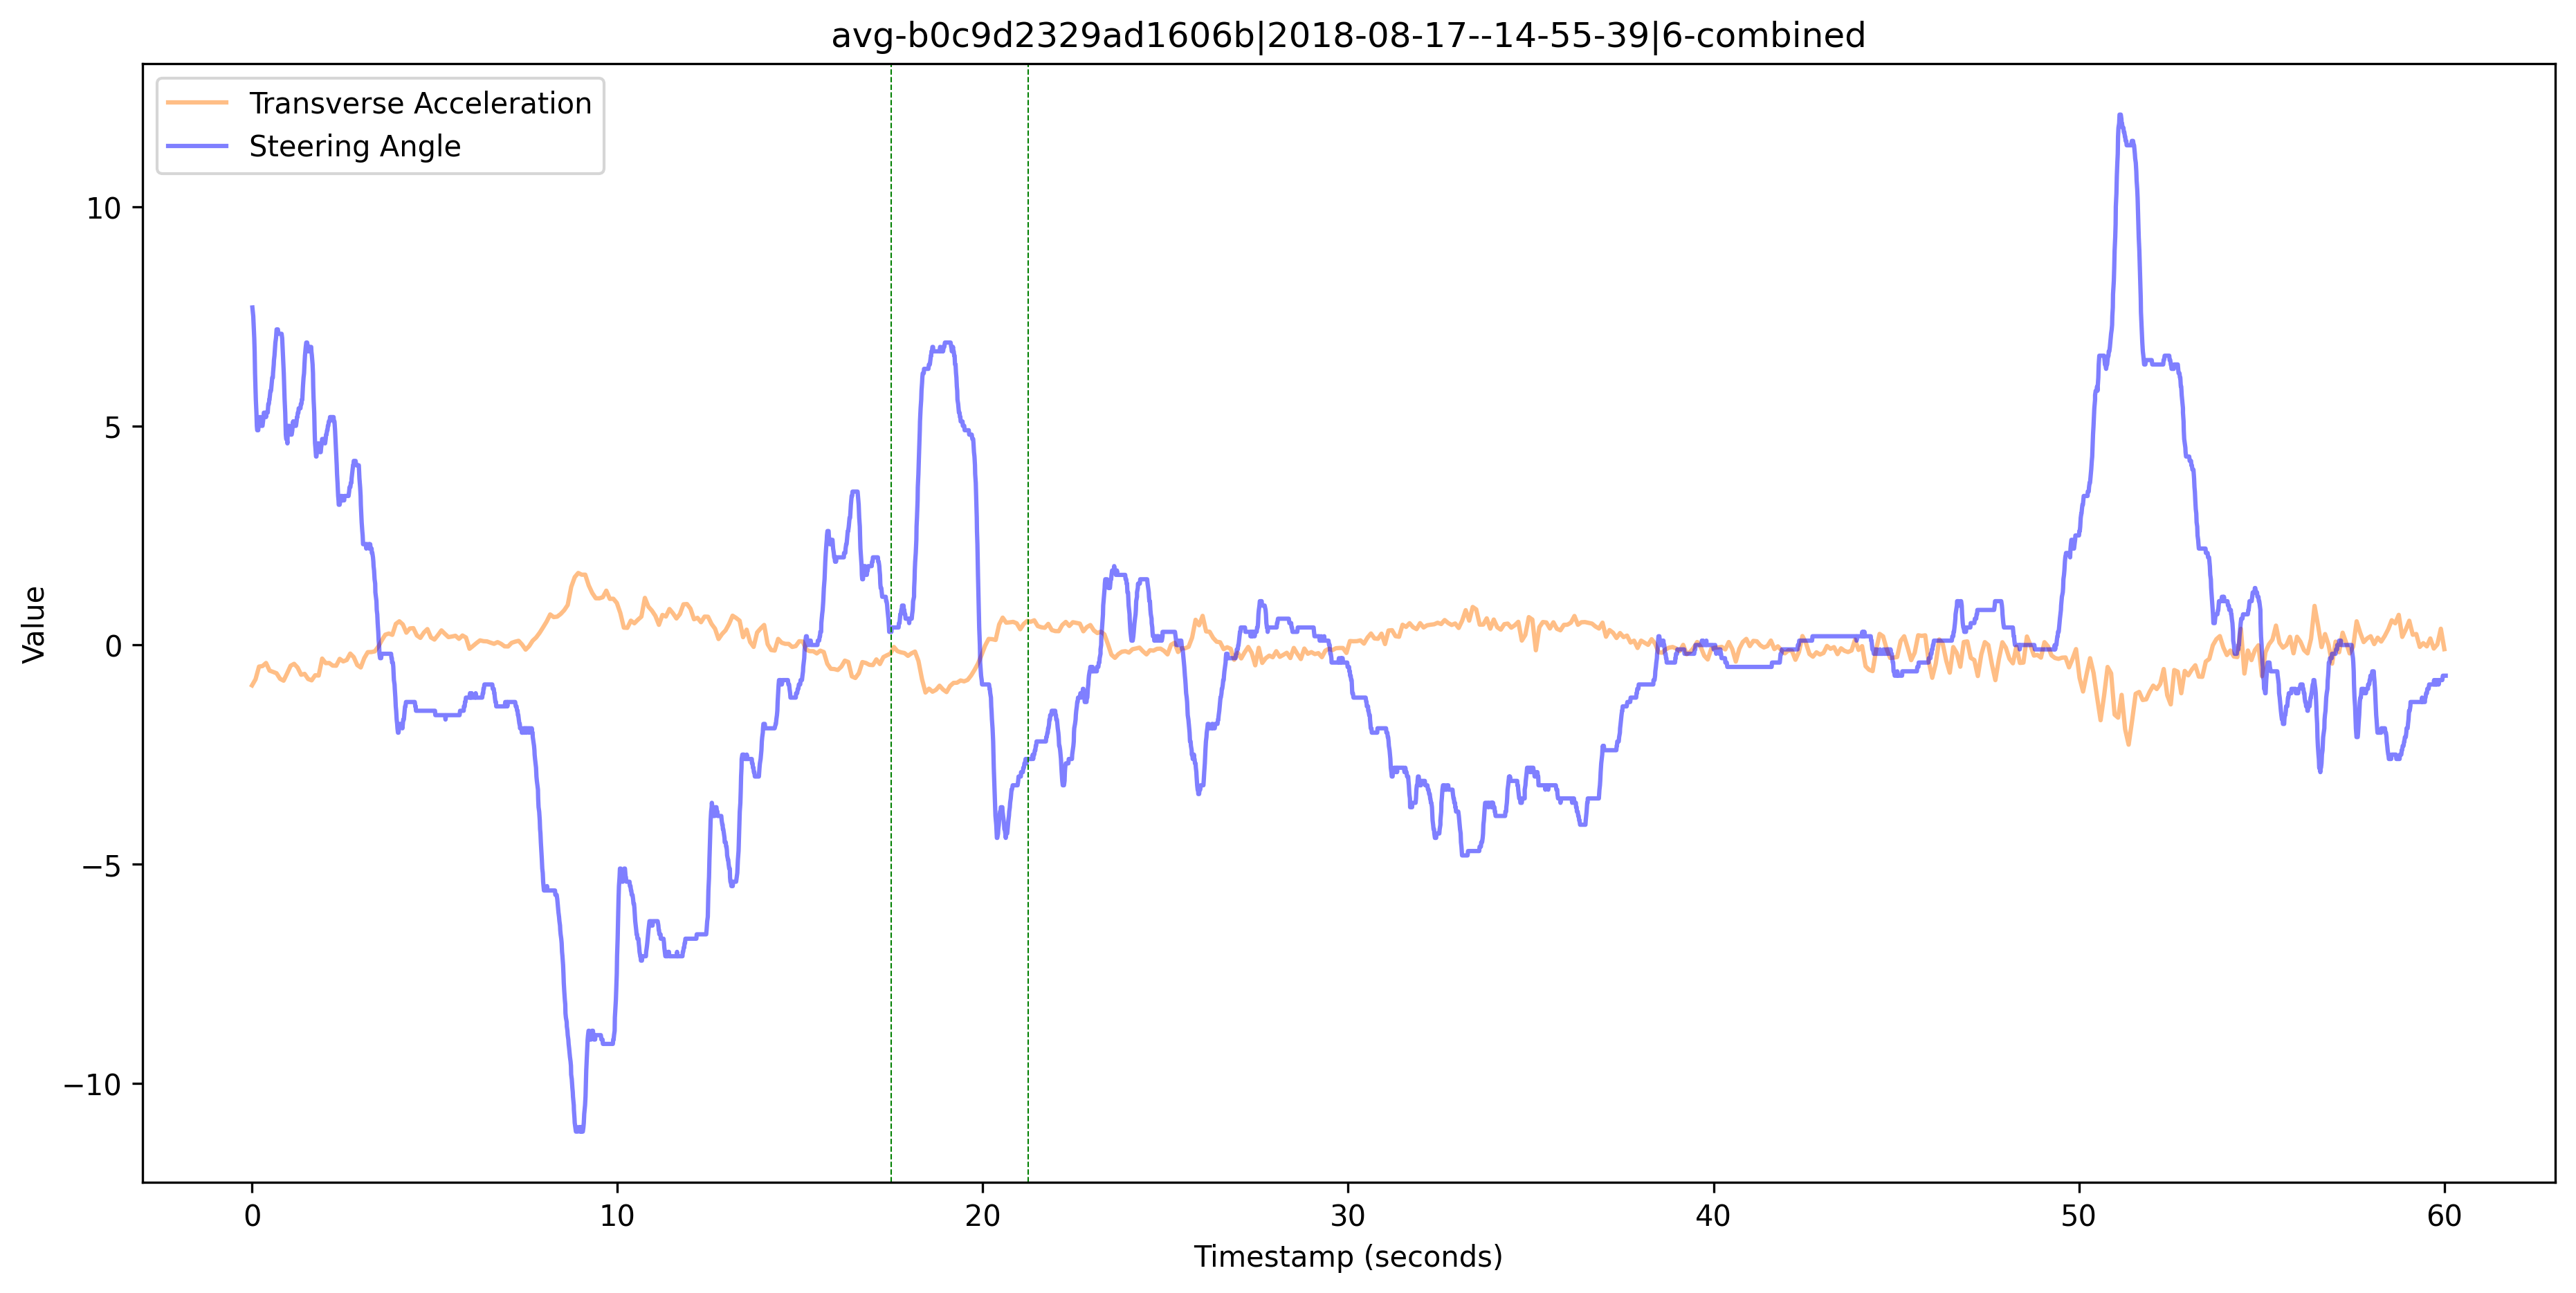 avg-b0c9d2329ad1606b|2018-08-17--14-55-39|6-combined
Transverse Acceleration
Steering Angle
Value
10
5
0
−5
−10
0 10 20 30 40 50 60
Timestamp (seconds)